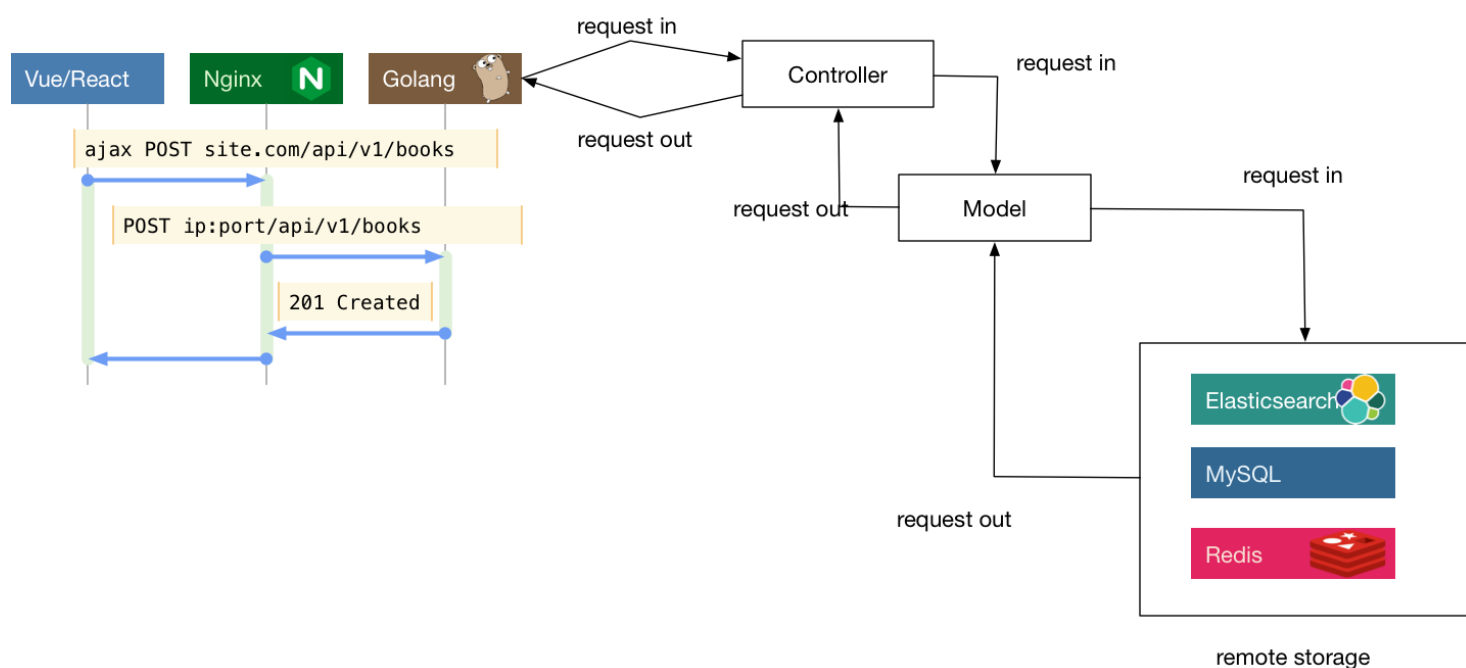 Vue/React
Nginx
N
Golang
request in
request out
Controller
request in
ajax POST site.com/api/v1/books
POST ip:port/api/v1/books
201 Created
request out
Model
request in
request out
Elasticsearch
MySQL
Redis
remote storage